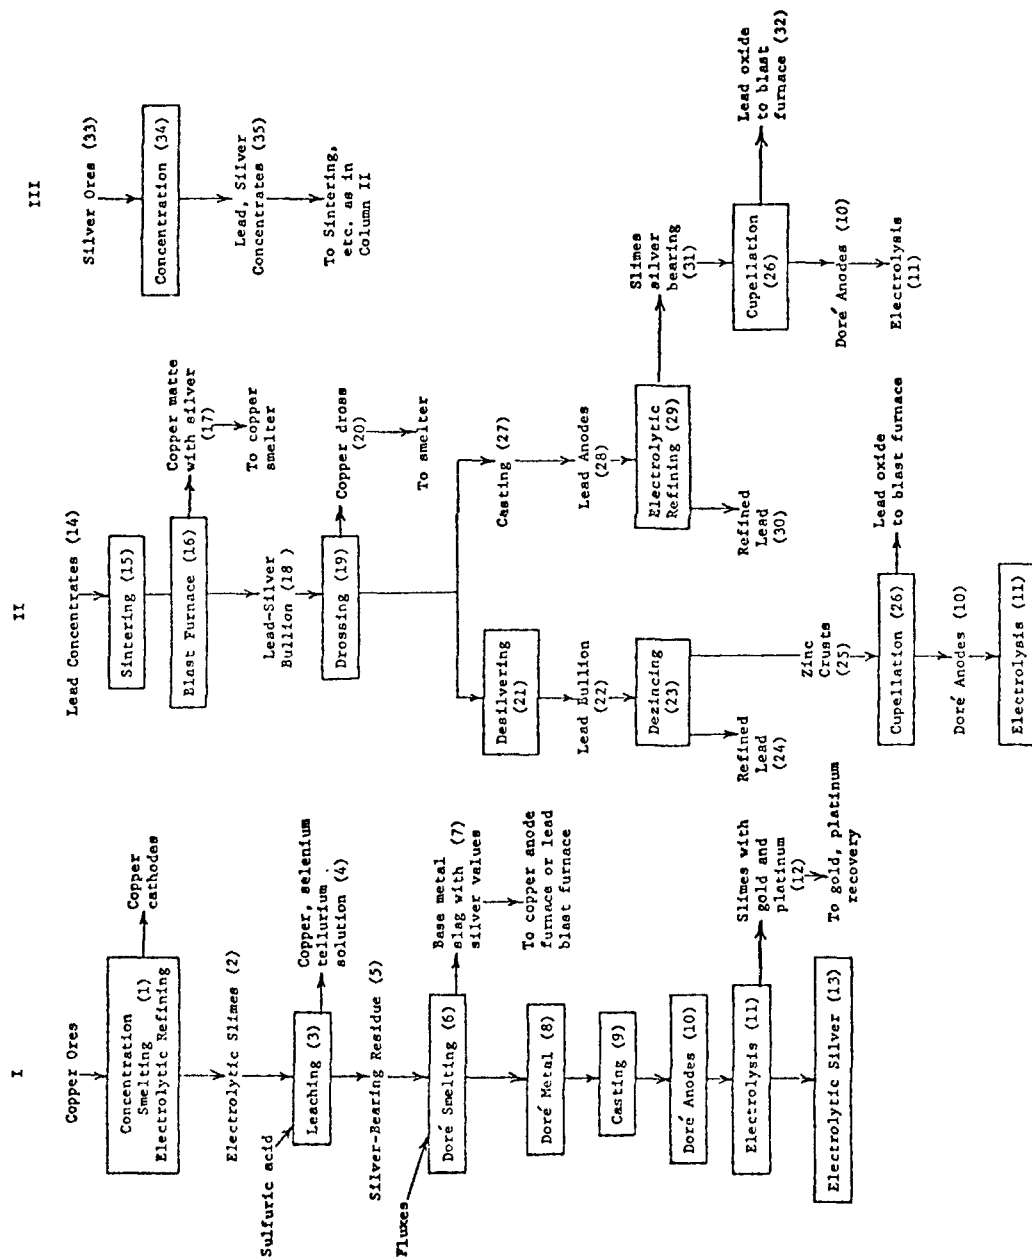 I
Copper Ores
Concentration (1)
Smelting
Electrolytic Refining
Copper
cathodes
Electrolytic Slimes (2)
Sulfuric acid
Leaching (3)
Copper, selenium
tellurium
solution (4)
Silver-Bearing Residue (5)
Fluxes
Doré Smelting (6)
Base metal
slag with (7)
silver values
To copper anode
furnace or lead
blast furnace
Doré Metal (8)
Casting (9)
Doré Anodes (10)
Electrolysis (11)
Slimes with
gold and
platinum
(12)
To gold, platinum
recovery
Electrolytic Silver (13)
II
Lead Concentrates (14)
Sintering (15)
Blast Furnace (16)
Copper matte
with silver
(17)
To copper
smelter
Lead-Silver
Bullion (18 )
Drossing (19)
Copper dross
(20)
To smelter
Desilvering
(21)
Lead Bullion
(22)
Dezincing
(23)
Refined
Lead
(24)
Zinc
Crusts
(25)
Cupellation (26)
Lead oxide
to blast furnace
Doré Anodes (10)
Electrolysis (11)
Casting (27)
Lead Anodes
(28)
Electrolytic
Refining (29)
Refined
Lead
(30)
Slimes
silver
bearing
(31)
Cupellation
(26)
Lead oxide
to blast
furnace (32)
Doré Anodes (10)
Electrolysis
(11)
III
Silver Ores (33)
Concentration (34)
Lead, Silver
Concentrates (35)
To Sintering,
etc. as in
Column II